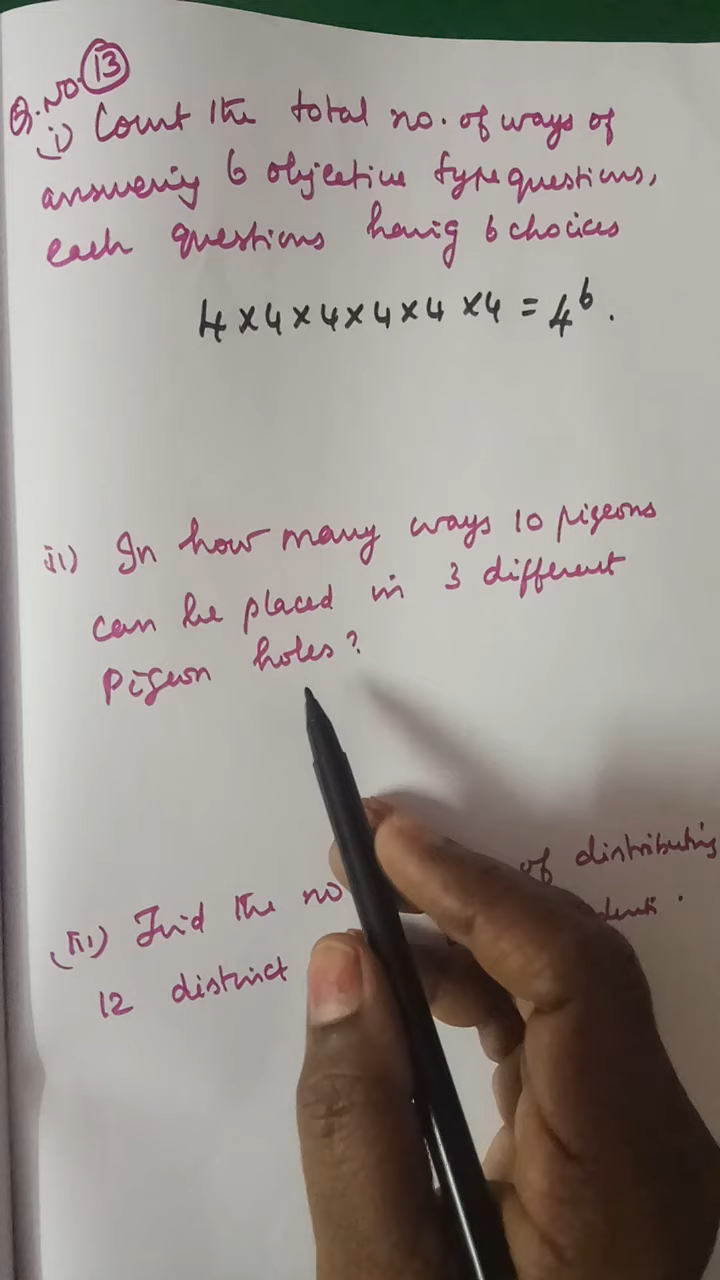 Q.NO. 13
i) Count the total no. of ways of
answering 6 objective type questions,
each questions having 6 choices
4 × 4 × 4 × 4 × 4 × 4 = 4^6.
ii) In how many ways 10 pigeons
can be placed in 3 different
Pigeon holes?
(iii) Find the no of distributing
12 distinct